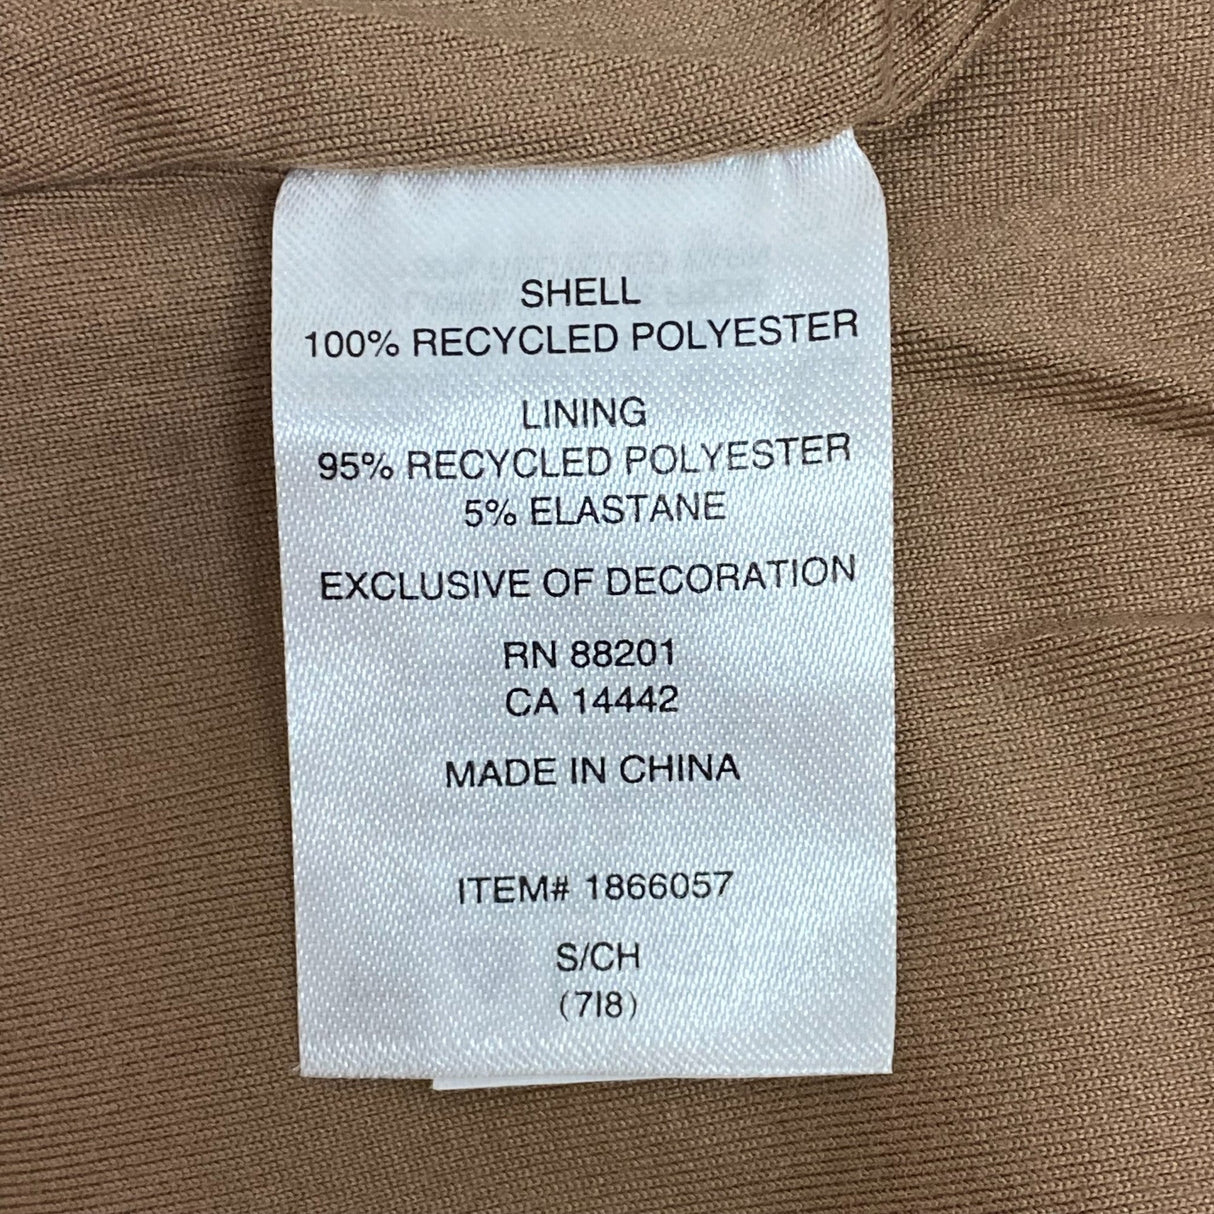 SHELL
100% RECYCLED POLYESTER
LINING
95% RECYCLED POLYESTER
5% ELASTANE
EXCLUSIVE OF DECORATION
RN 88201
CA 14442
MADE IN CHINA
ITEM# 1866057
S/CH
(7I8)